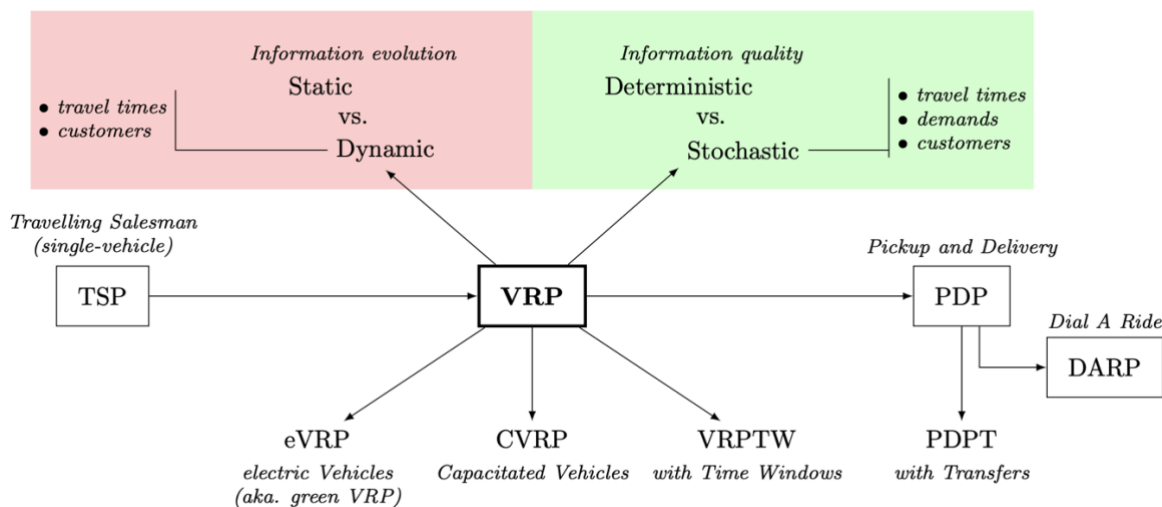 Information evolution
Static
vs.
Dynamic
• travel times
• customers
Information quality
Deterministic
vs.
Stochastic
• travel times
• demands
• customers
Travelling Salesman
(single-vehicle)
TSP
VRP
Pickup and Delivery
PDP
Dial A Ride
DARP
eVRP
electric Vehicles
(aka. green VRP)
CVRP
Capacitated Vehicles
VRPTW
with Time Windows
PDPT
with Transfers